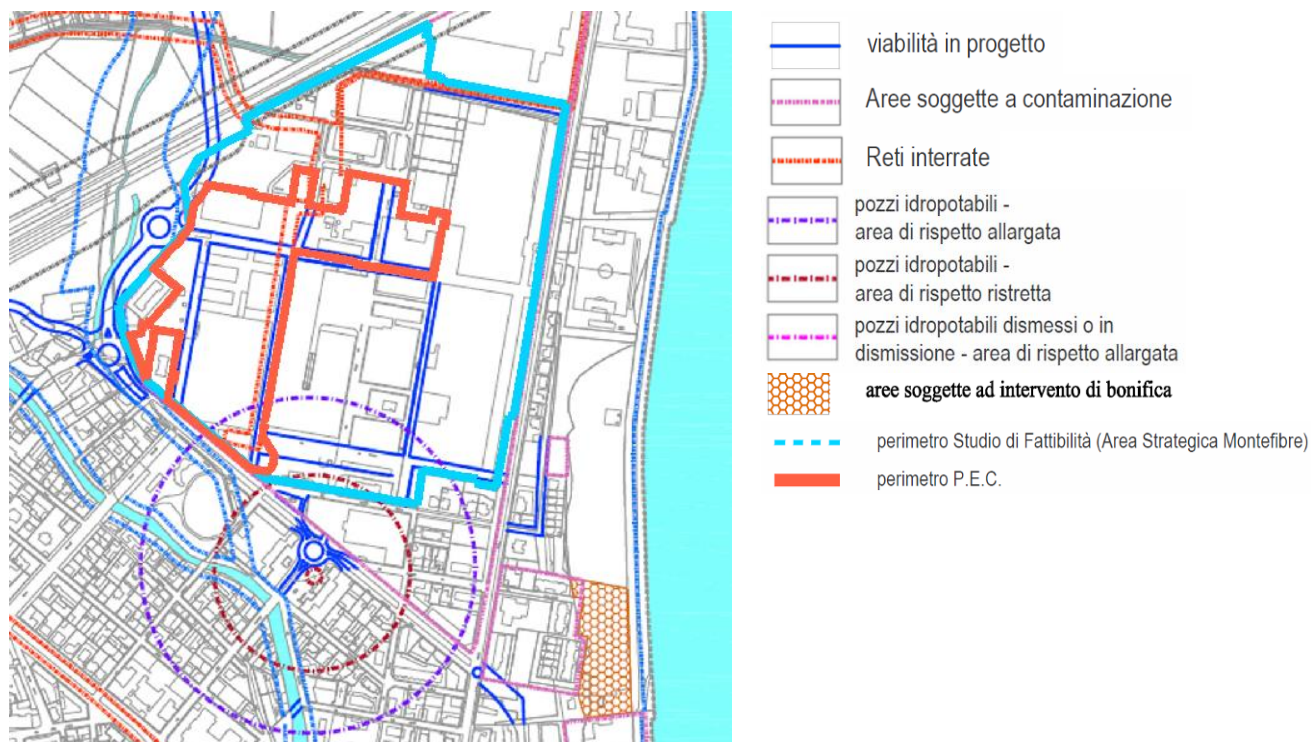 viabilità in progetto
Aree soggette a contaminazione
Reti interrate
pozzi idropotabili -
area di rispetto allargata
pozzi idropotabili -
area di rispetto ristretta
pozzi idropotabili dismessi o in
dismissione - area di rispetto allargata
aree soggette ad intervento di bonifica
perimetro Studio di Fattibilità (Area Strategica Montefibre)
perimetro P.E.C.